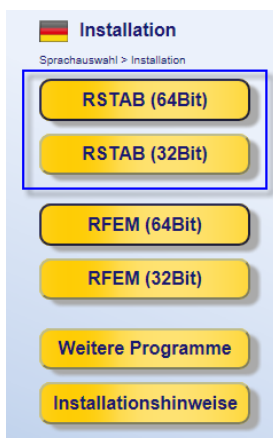 Installation
Sprachauswahl > Installation
RSTAB (64Bit)
RSTAB (32Bit)
RFEM (64Bit)
RFEM (32Bit)
Weitere Programme
Installationshinweise